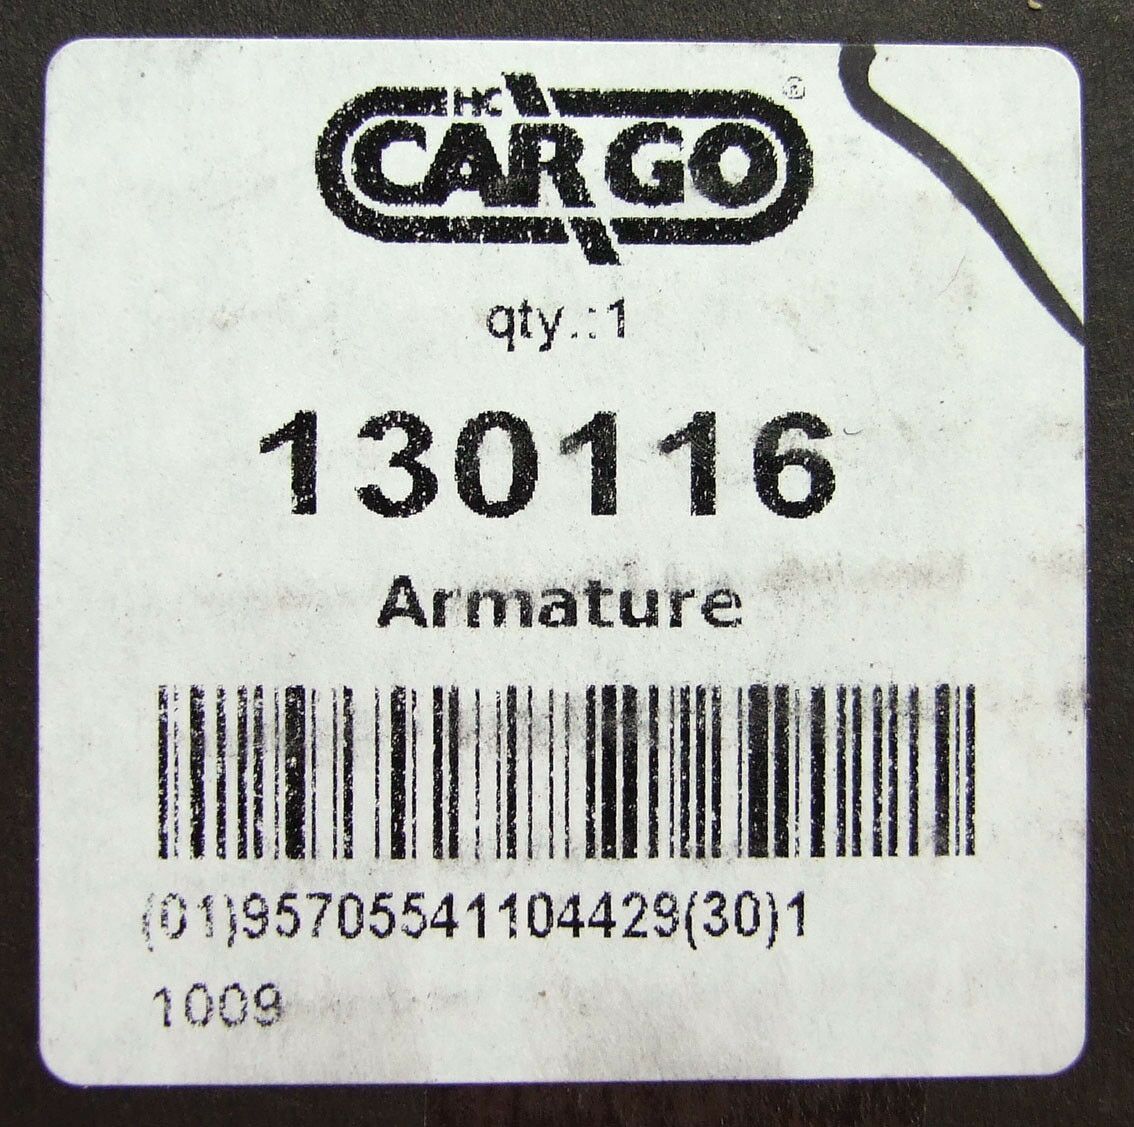 HC
CARGO®
qty.:1
130116
Armature
(01)95705541104429(30)1
1009